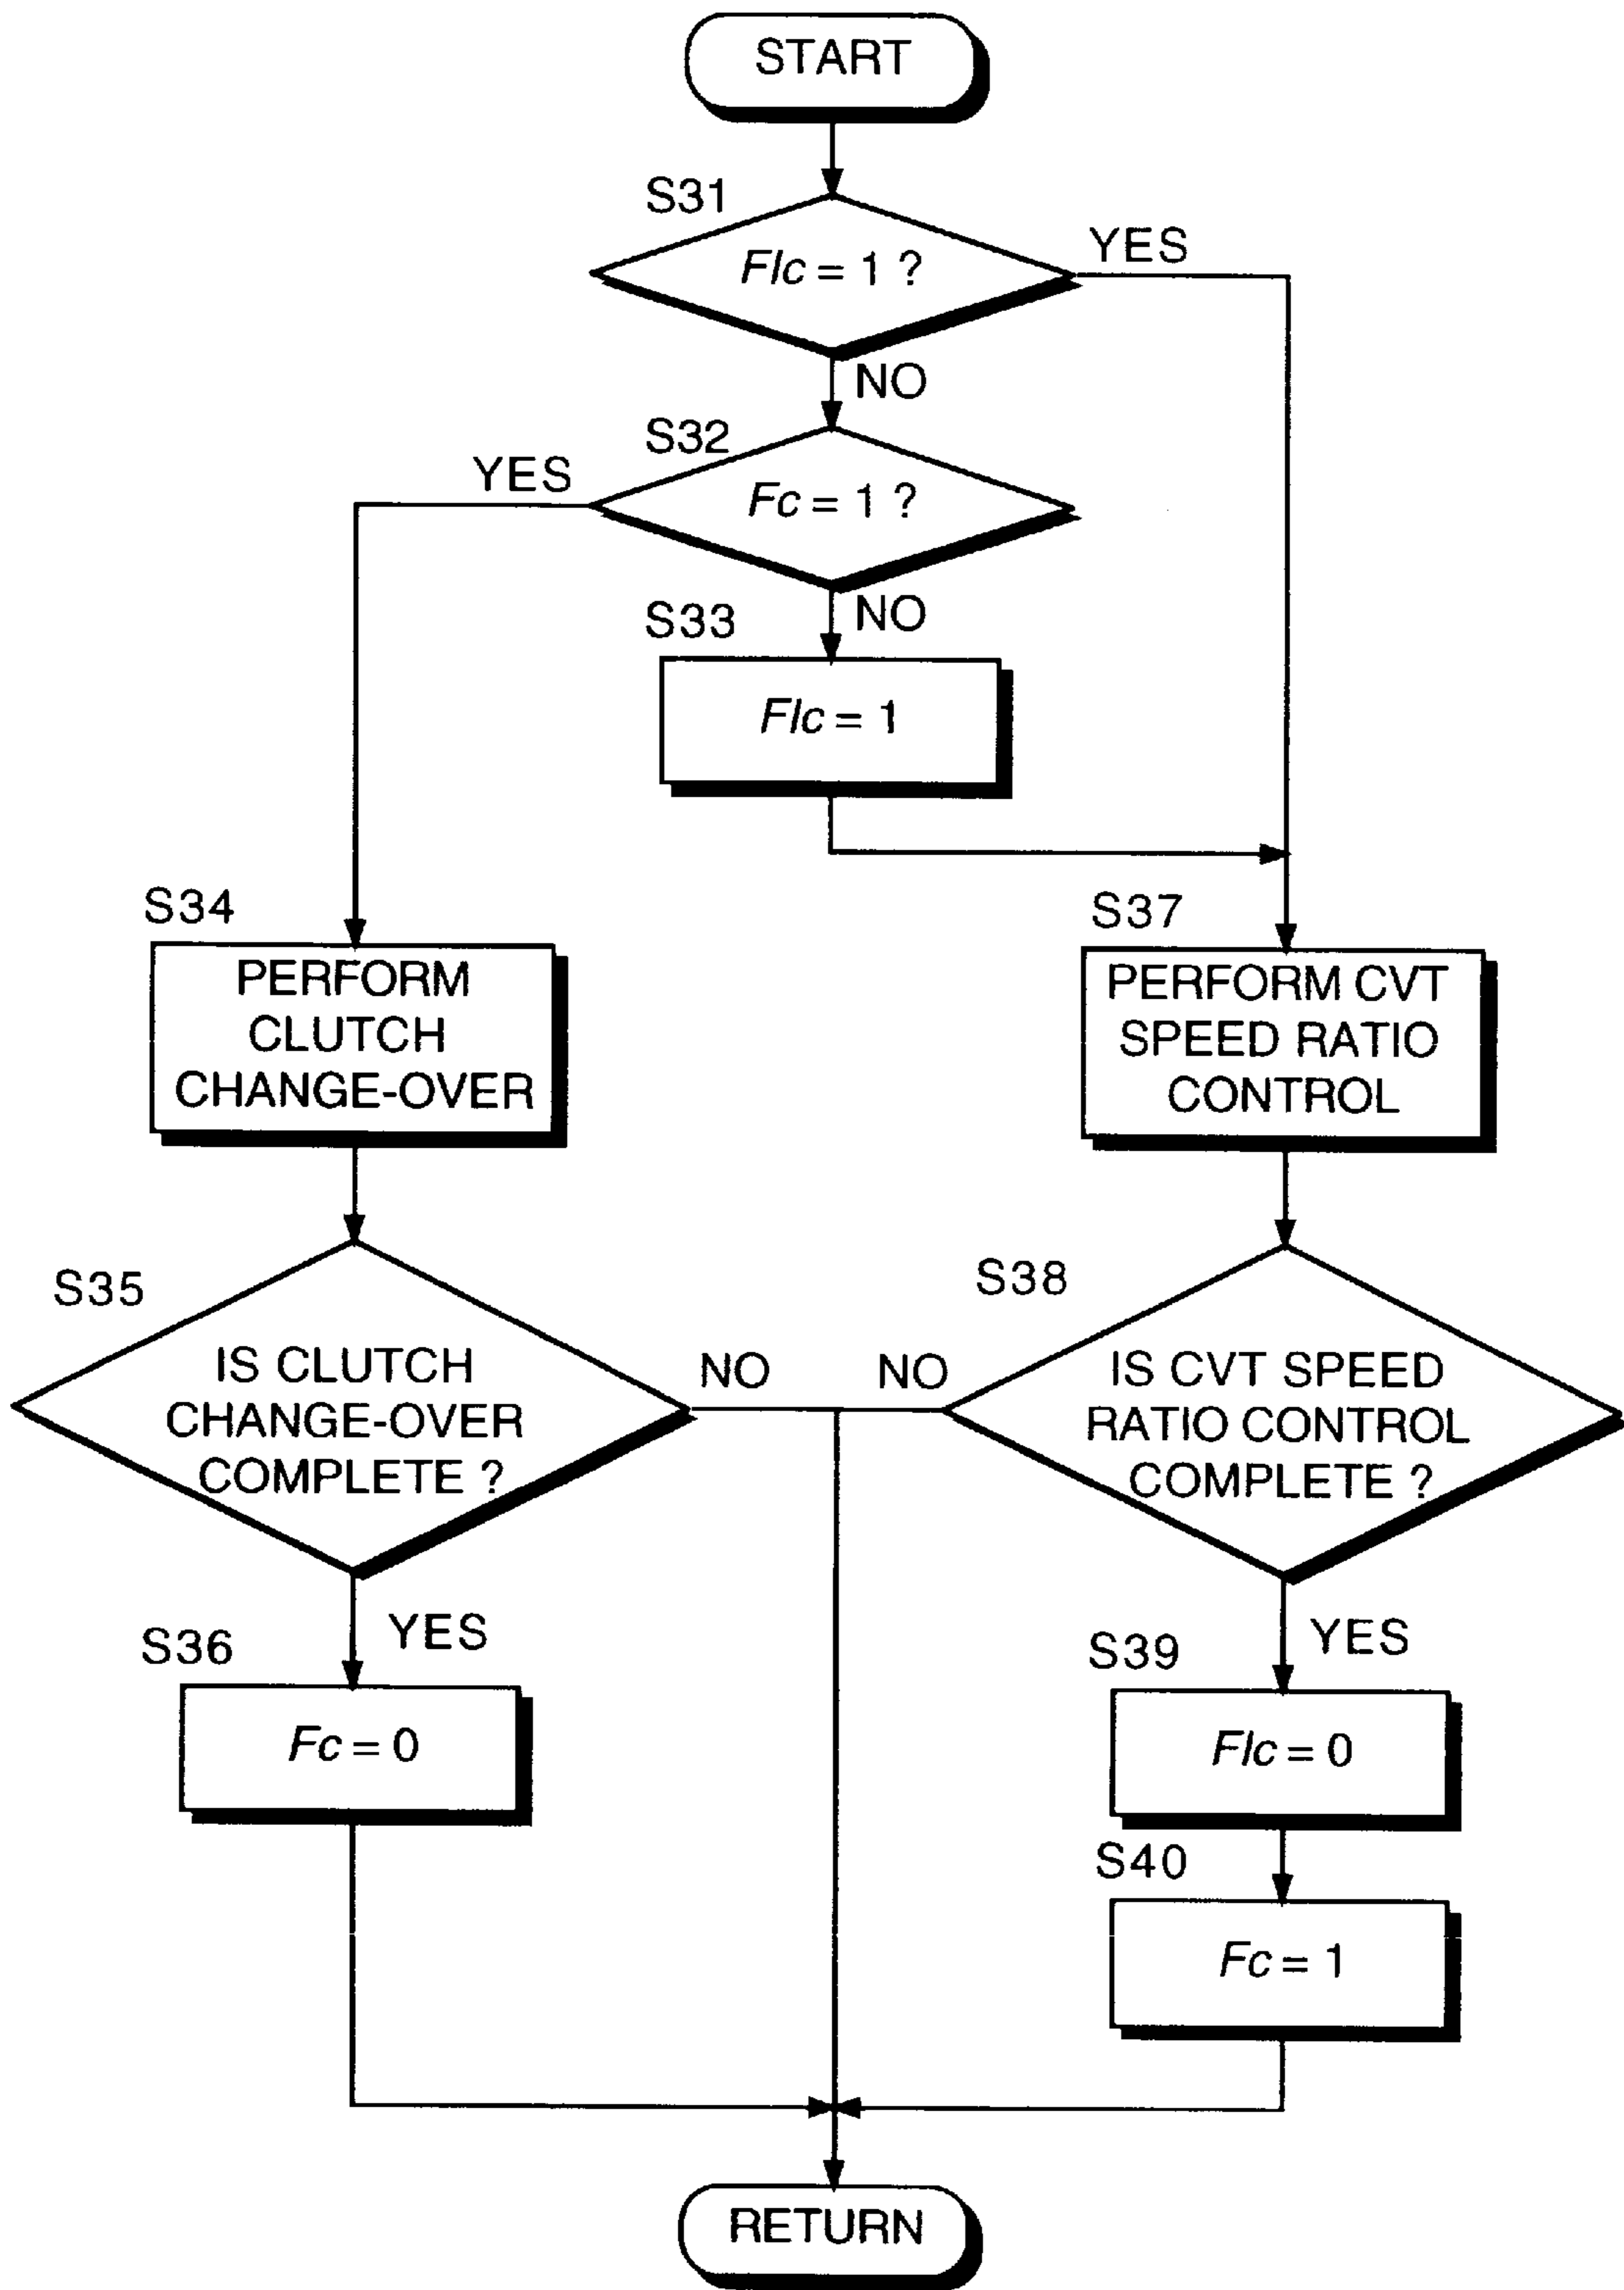 START
S31
Flc = 1 ?
YES
NO
S32
YES
Fc = 1 ?
NO
S33
Flc = 1
S34
PERFORM
CLUTCH
CHANGE-OVER
S37
PERFORM CVT
SPEED RATIO
CONTROL
S35
IS CLUTCH
CHANGE-OVER
COMPLETE ?
NO
NO
S38
IS CVT SPEED
RATIO CONTROL
COMPLETE ?
YES
S36
Fc = 0
YES
S39
Flc = 0
S40
Fc = 1
RETURN